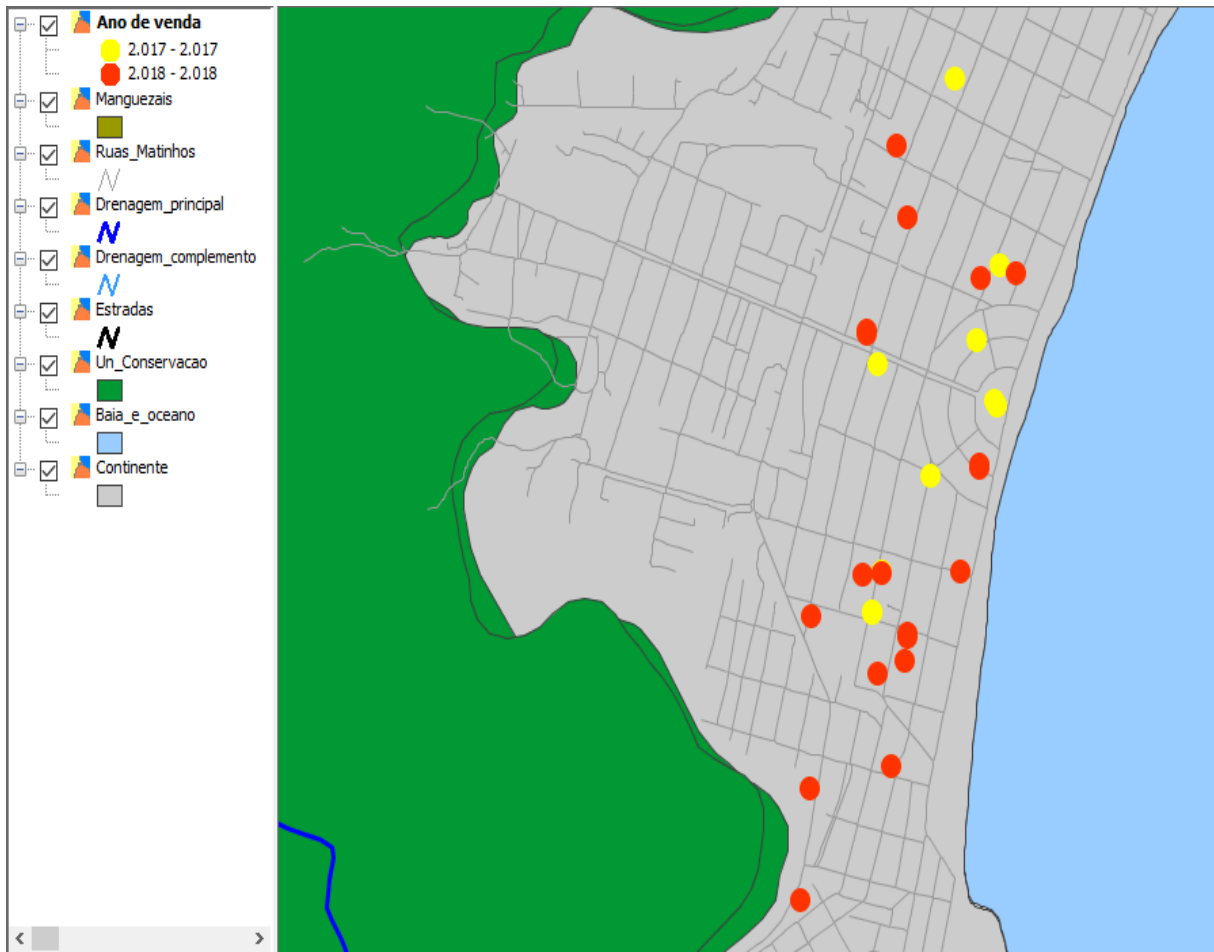 Ano de venda
2.017 - 2.017
2.018 - 2.018
Manguezais
Ruas_Matinhos
Drenagem_principal
Drenagem_complemento
Estradas
Un_Conservacao
Baia_e_oceano
Continente